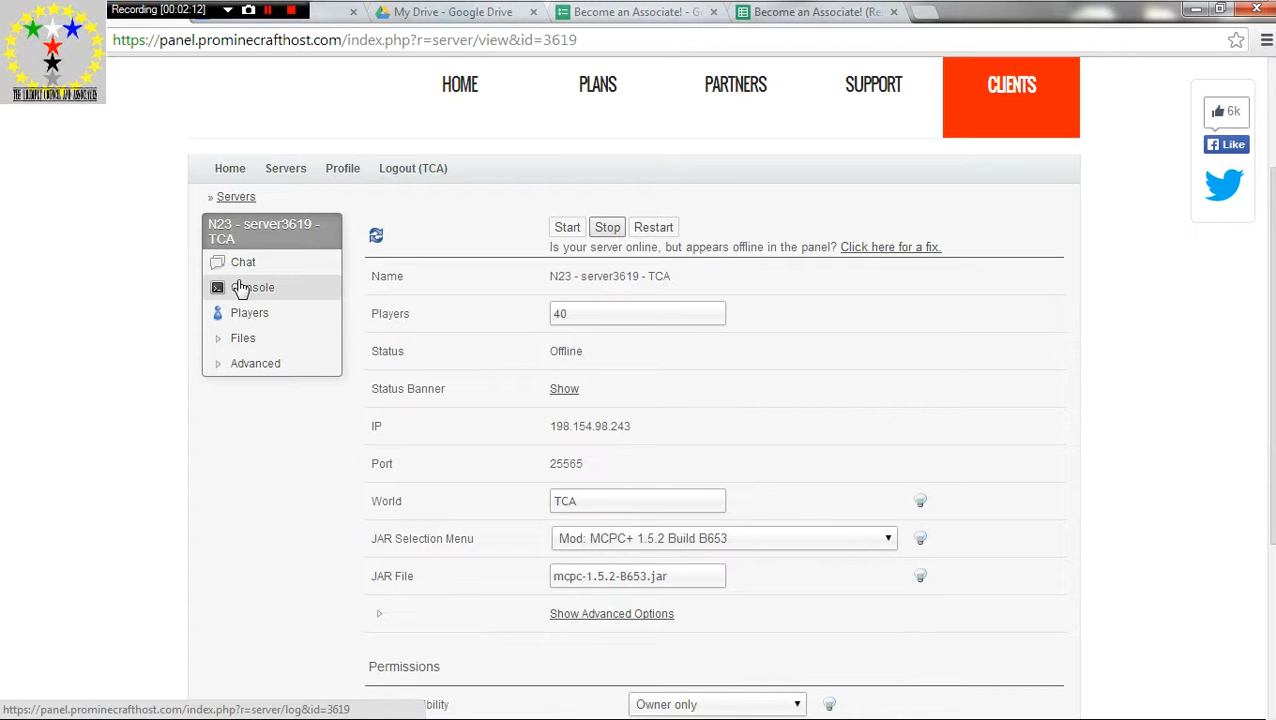 Recording [00:02:12]
My Drive - Google Drive
Become an Associate! - Go
Become an Associate! (Re
https://panel.prominecrafthost.com/index.php?r=server/view&id=3619
HOME PLANS PARTNERS SUPPORT CLIENTS
6k
Like
Home Servers Profile Logout (TCA)
» Servers
N23 - server3619 -
TCA
Chat
Console
Players
Files
Advanced
Start Stop Restart
Is your server online, but appears offline in the panel? Click here for a fix.
Name N23 - server3619 - TCA
Players 40
Status Offline
Status Banner Show
IP 198.154.98.243
Port 25565
World TCA
JAR Selection Menu Mod: MCPC+ 1.5.2 Build B653
JAR File mcpc-1.5.2-B653.jar
Show Advanced Options
Permissions
Owner only
https://panel.prominecrafthost.com/index.php?r=server/log&id=3619